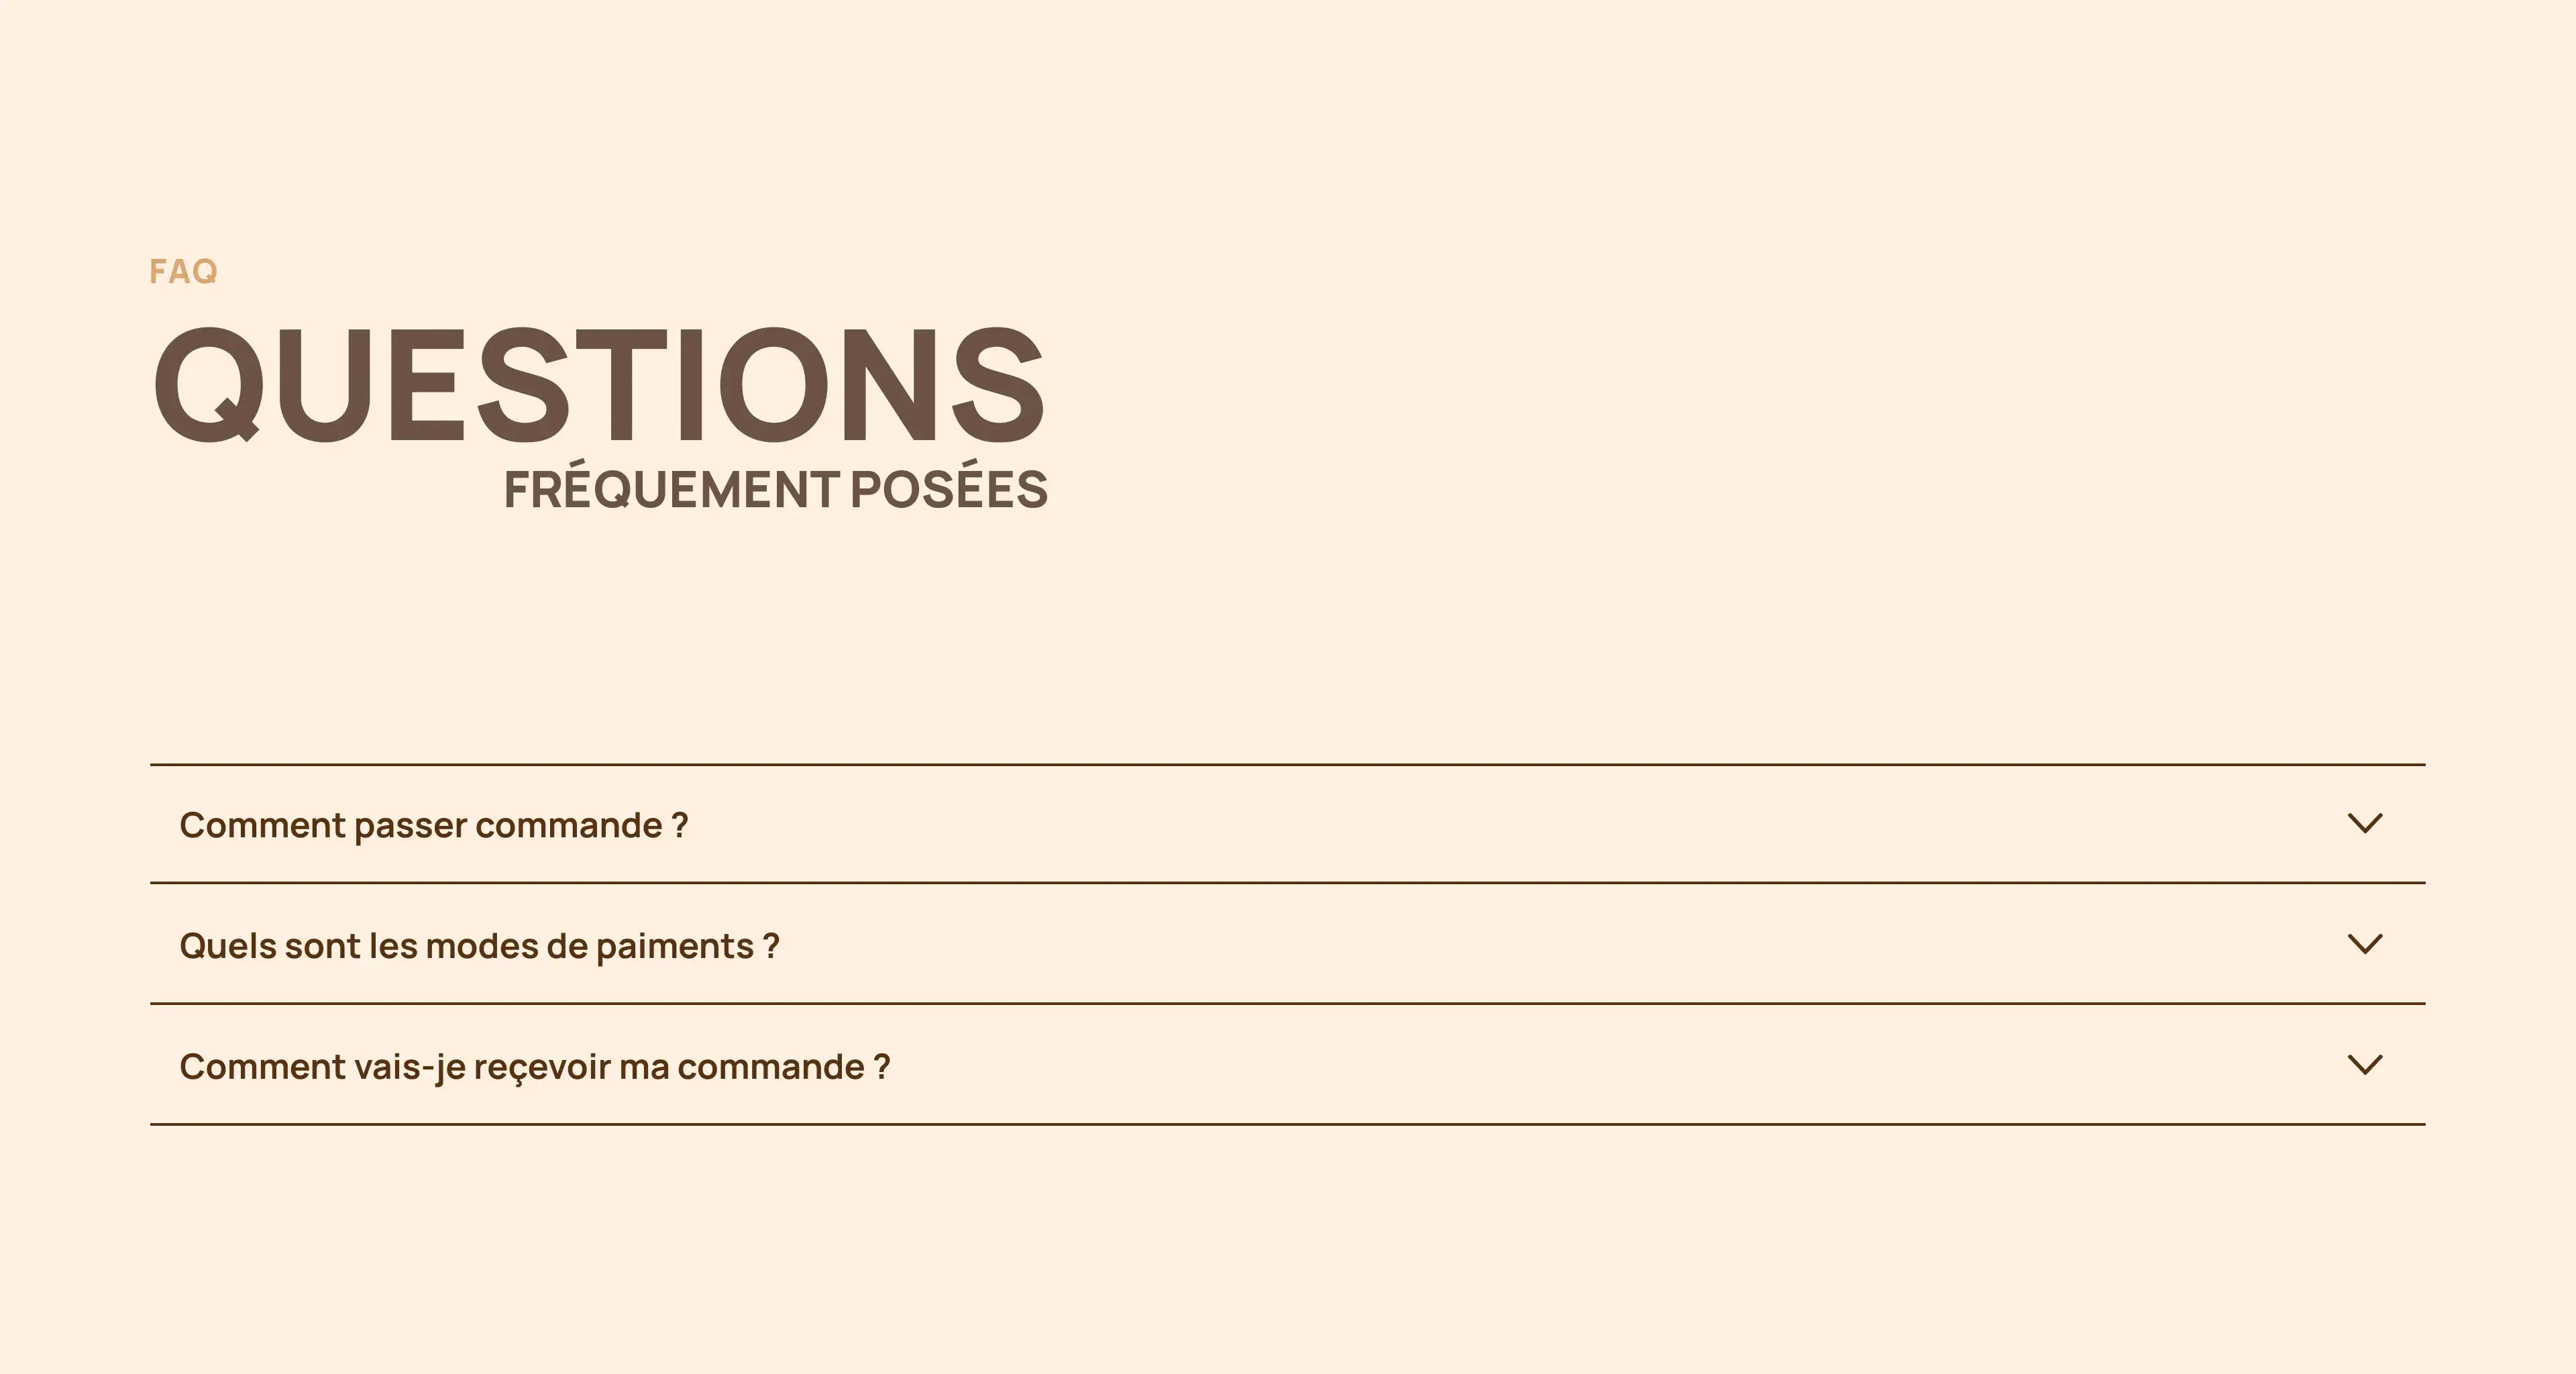 FAQ
QUESTIONS
FRÉQUEMENT POSÉES
Comment passer commande ?
Quels sont les modes de paiments ?
Comment vais-je reçevoir ma commande ?